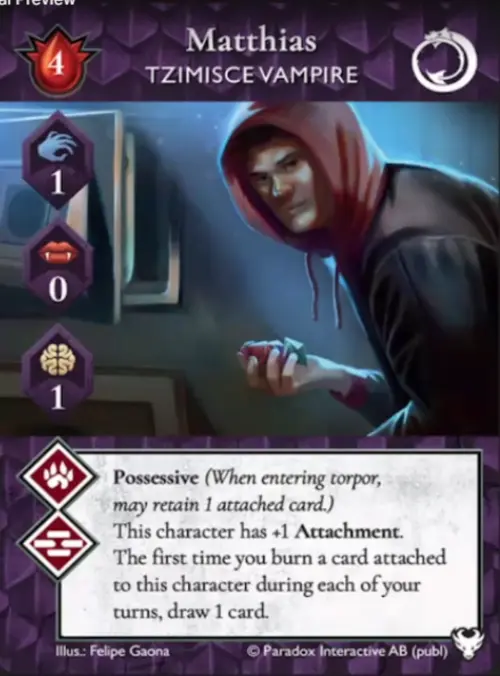 al Preview
4
Matthias
TZIMISCE VAMPIRE
1
0
1
Possessive (When entering torpor,
may retain 1 attached card.)
This character has +1 Attachment.
The first time you burn a card attached
to this character during each of your
turns, draw 1 card.
Illus.: Felipe Gaona
© Paradox Interactive AB (publ)